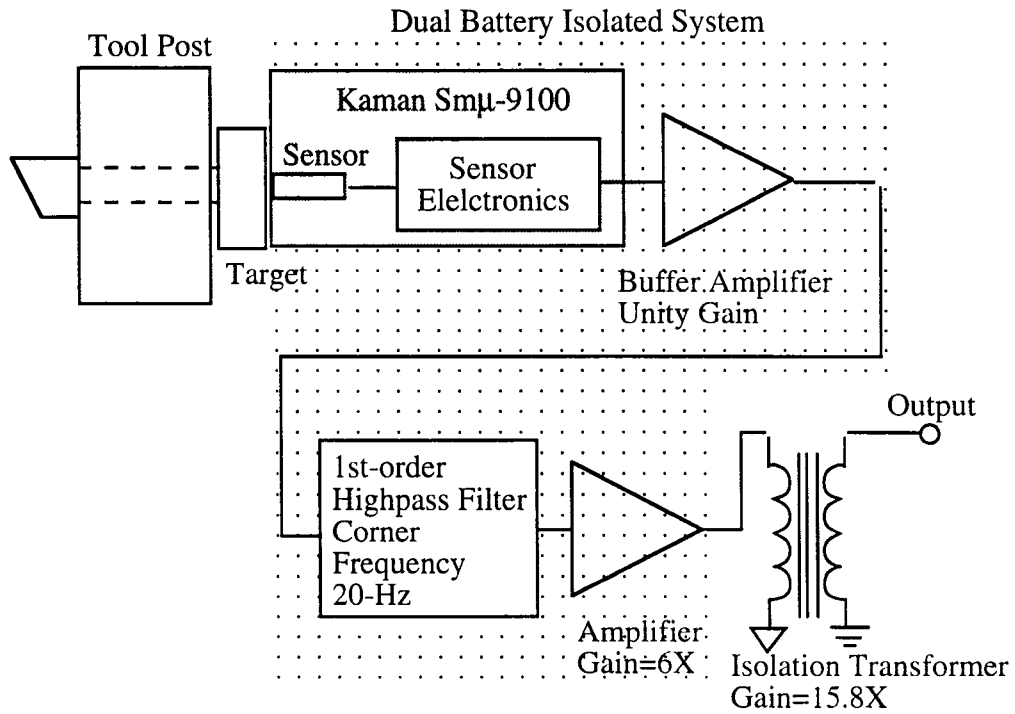 Dual Battery Isolated System
Tool Post
Kaman Smµ-9100
Sensor
Sensor
Elelctronics
Target
Buffer Amplifier
Unity Gain
Output
1st-order
Highpass Filter
Corner
Frequency
20-Hz
Amplifier
Gain=6X
Isolation Transformer
Gain=15.8X